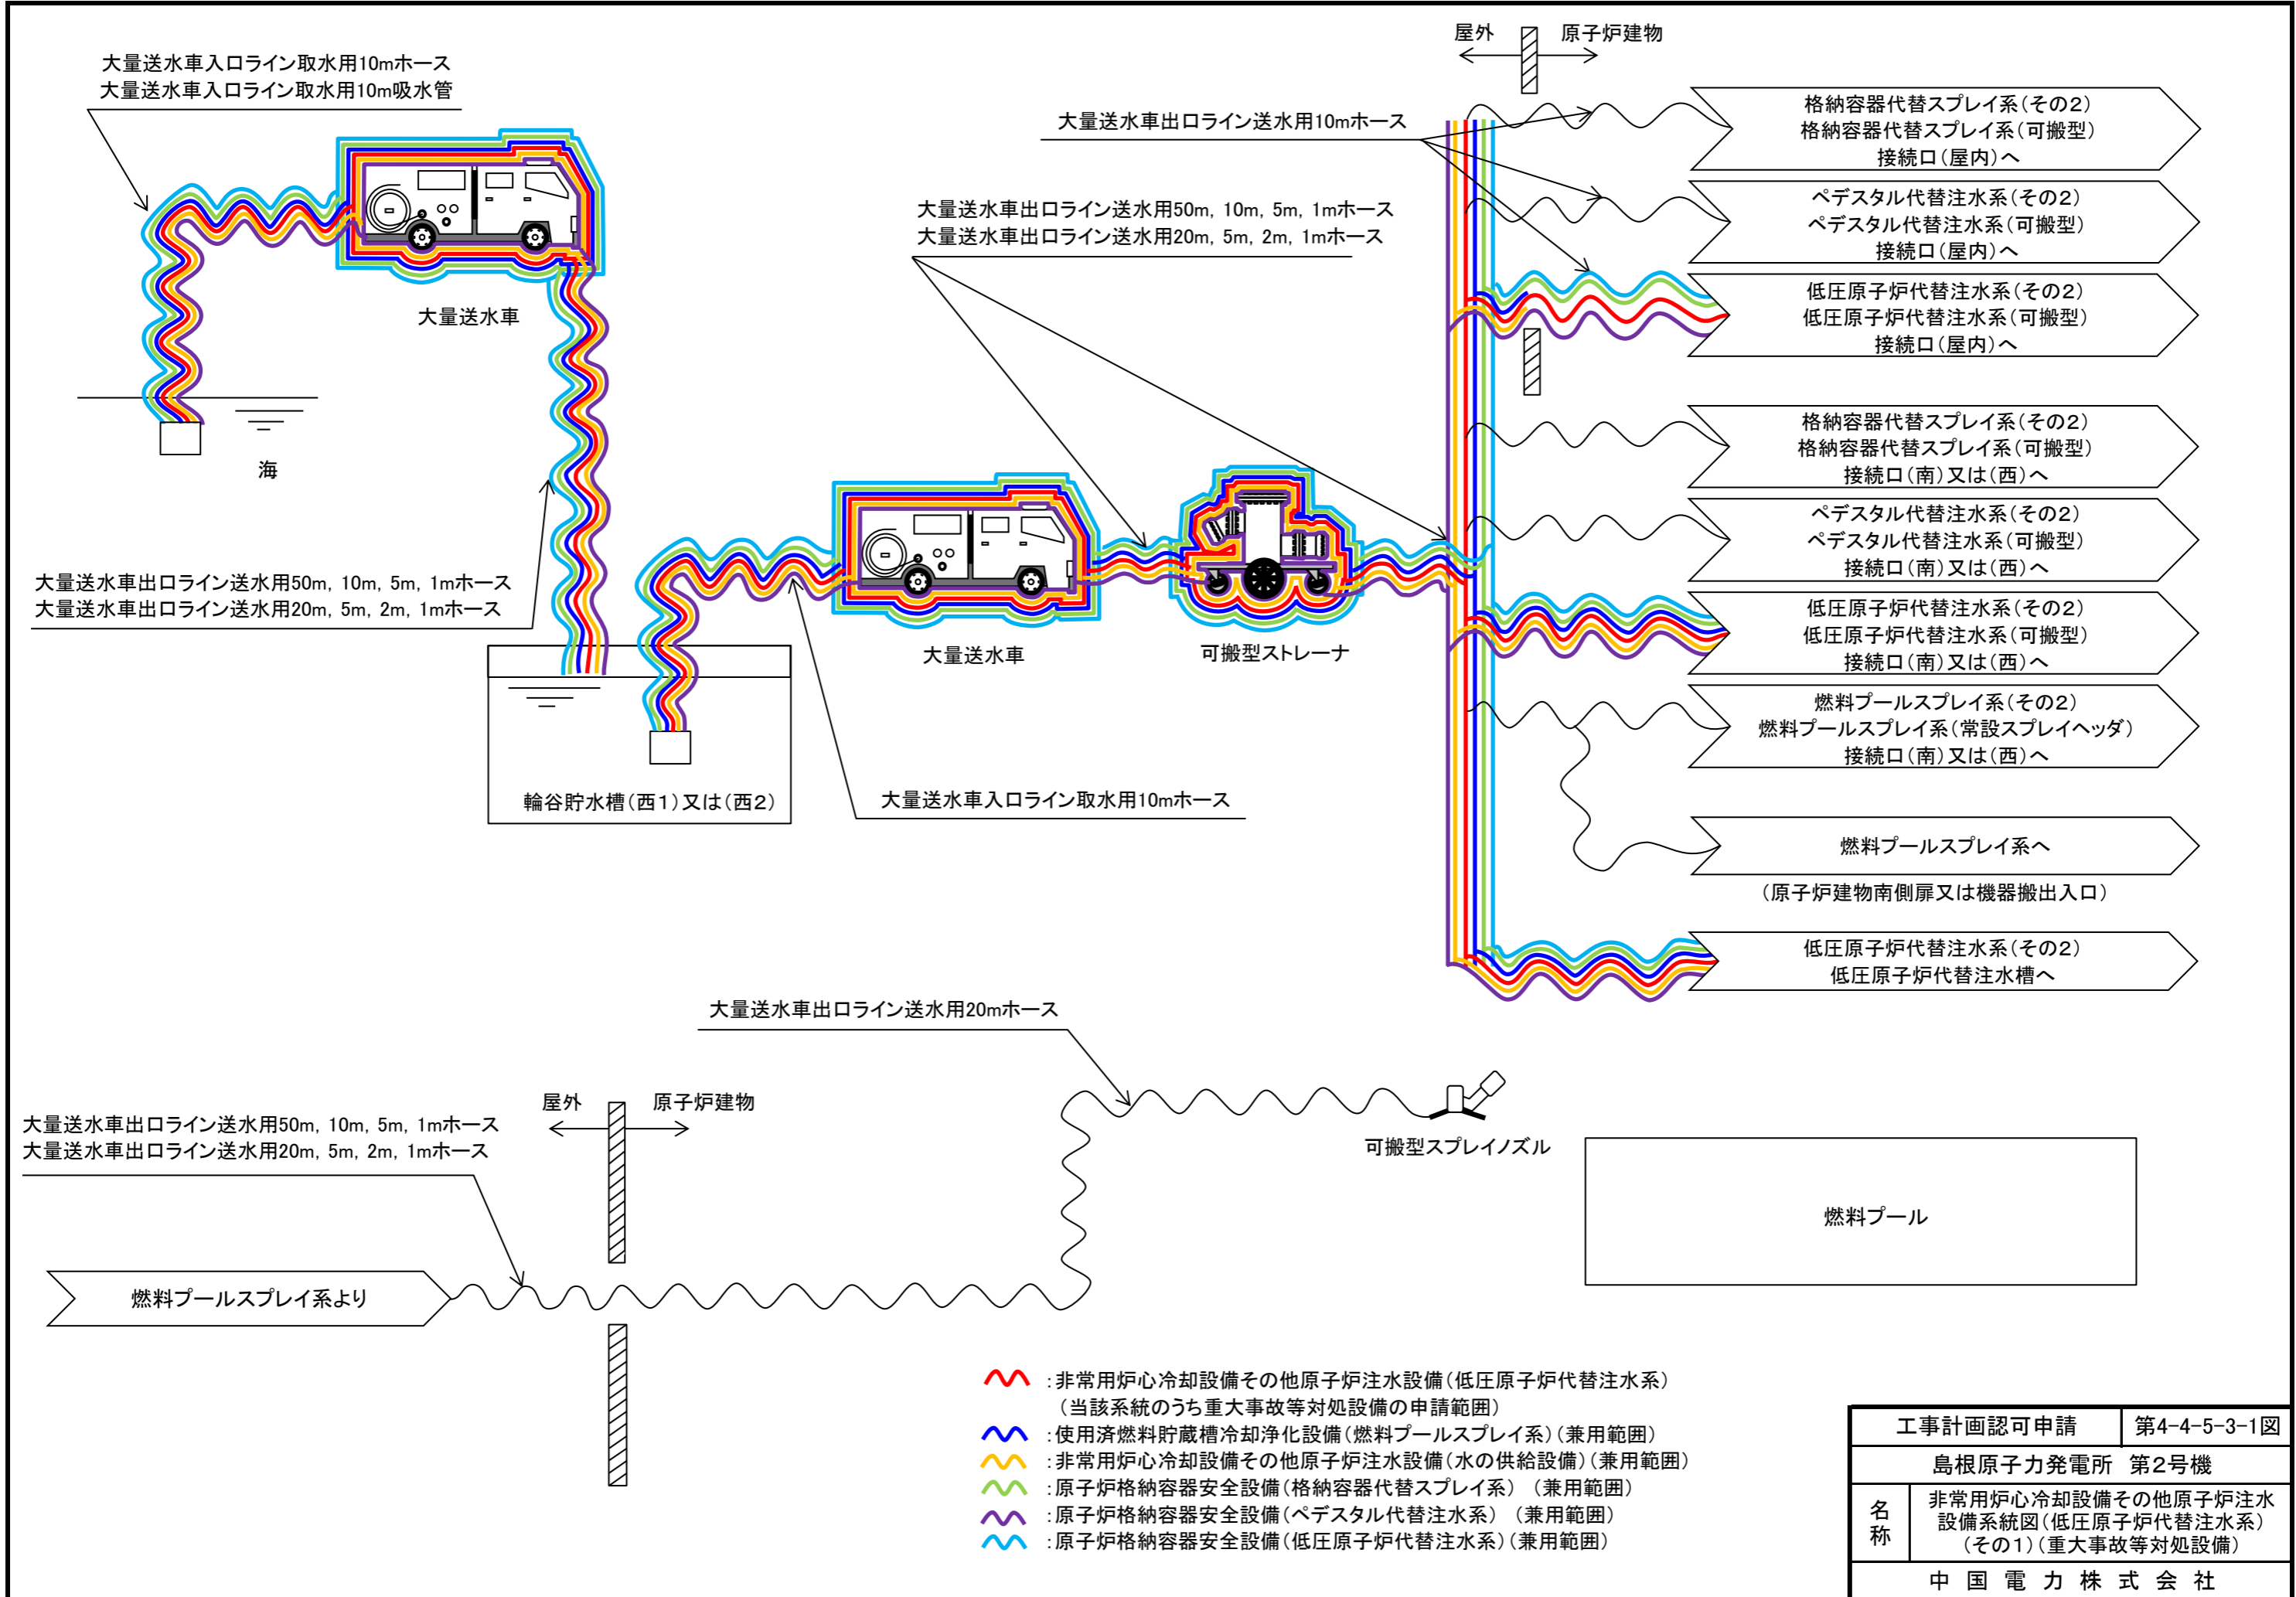 大量送水車入口ライン取水用10mホース
大量送水車入口ライン取水用10m吸水管
大量送水車
海
大量送水車出口ライン送水用50m, 10m, 5m, 1mホース
大量送水車出口ライン送水用20m, 5m, 2m, 1mホース
輪谷貯水槽(西1)又は(西2)
大量送水車入口ライン取水用10mホース
大量送水車
可搬型ストレーナ
大量送水車出口ライン送水用50m, 10m, 5m, 1mホース
大量送水車出口ライン送水用20m, 5m, 2m, 1mホース
大量送水車出口ライン送水用10mホース
屋外
原子炉建物
格納容器代替スプレイ系(その2)
格納容器代替スプレイ系(可搬型)
接続口(屋内)へ
ペデスタル代替注水系(その2)
ペデスタル代替注水系(可搬型)
接続口(屋内)へ
低圧原子炉代替注水系(その2)
低圧原子炉代替注水系(可搬型)
接続口(屋内)へ
格納容器代替スプレイ系(その2)
格納容器代替スプレイ系(可搬型)
接続口(南)又は(西)へ
ペデスタル代替注水系(その2)
ペデスタル代替注水系(可搬型)
接続口(南)又は(西)へ
低圧原子炉代替注水系(その2)
低圧原子炉代替注水系(可搬型)
接続口(南)又は(西)へ
燃料プールスプレイ系(その2)
燃料プールスプレイ系(常設スプレイヘッダ)
接続口(南)又は(西)へ
燃料プールスプレイ系へ
(原子炉建物南側扉又は機器搬出入口)
低圧原子炉代替注水系(その2)
低圧原子炉代替注水槽へ
大量送水車出口ライン送水用20mホース
屋外
原子炉建物
大量送水車出口ライン送水用50m, 10m, 5m, 1mホース
大量送水車出口ライン送水用20m, 5m, 2m, 1mホース
可搬型スプレイノズル
燃料プール
燃料プールスプレイ系より
:非常用炉心冷却設備その他原子炉注水設備(低圧原子炉代替注水系)
(当該系統のうち重大事故等対処設備の申請範囲)
:使用済燃料貯蔵槽冷却浄化設備(燃料プールスプレイ系)(兼用範囲)
:非常用炉心冷却設備その他原子炉注水設備(水の供給設備)(兼用範囲)
:原子炉格納容器安全設備(格納容器代替スプレイ系) (兼用範囲)
:原子炉格納容器安全設備(ペデスタル代替注水系) (兼用範囲)
:原子炉格納容器安全設備(低圧原子炉代替注水系)(兼用範囲)
工事計画認可申請 第4-4-5-3-1図
島根原子力発電所 第2号機
名称
非常用炉心冷却設備その他原子炉注水
設備系統図(低圧原子炉代替注水系)
(その1)(重大事故等対処設備)
中国電力株式会社